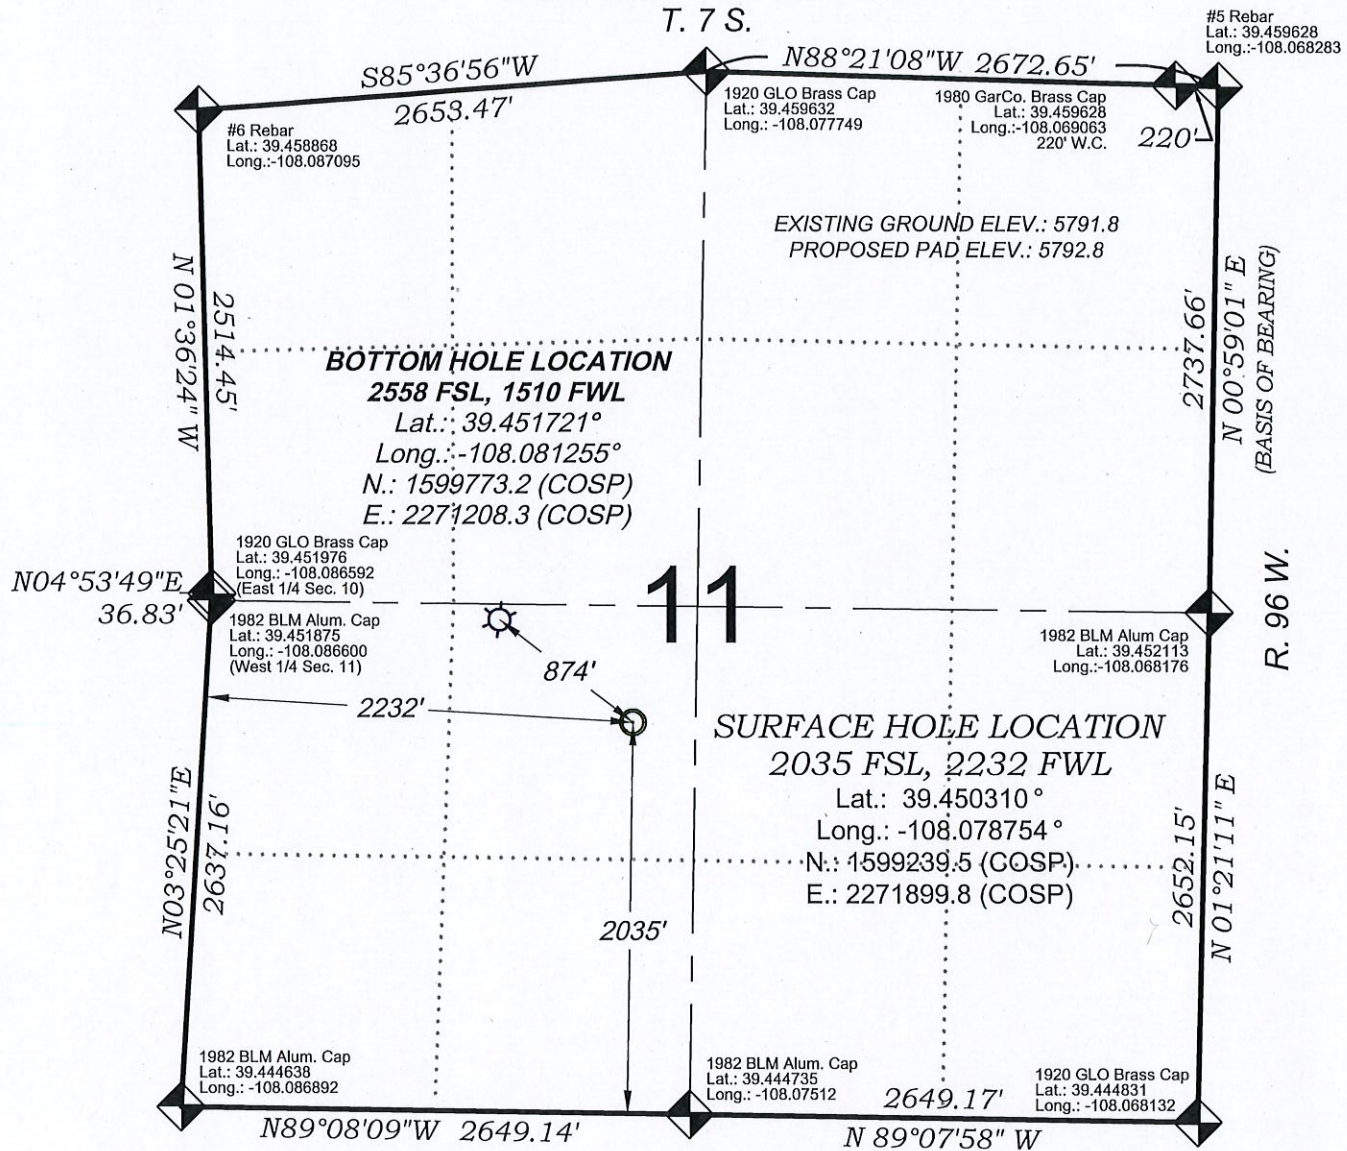 T. 7 S.
#5 Rebar
Lat.: 39.459628
Long.:-108.068283
S85°36'56"W
2653.47'
N88°21'08"W 2672.65'
#6 Rebar
Lat.: 39.458868
Long.:-108.087095
1920 GLO Brass Cap
Lat.: 39.459632
Long.: -108.077749
1980 GarCo. Brass Cap
Lat.: 39.459628
Long.:-108.069063
220' W.C.
220'
EXISTING GROUND ELEV.: 5791.8
PROPOSED PAD ELEV.: 5792.8
N 01°36'24" W
2514.45'
2737.66'
N 00°59'01" E
(BASIS OF BEARING)
BOTTOM HOLE LOCATION
2558 FSL, 1510 FWL
Lat.: 39.451721°
Long.:-108.081255°
N.: 1599773.2 (COSP)
E.: 2271208.3 (COSP)
1920 GLO Brass Cap
Lat.: 39.451976
Long.: -108.086592
(East 1/4 Sec. 10)
N04°53'49"E
36.83'
1982 BLM Alum. Cap
Lat.: 39.451875
Long.: -108.086600
(West 1/4 Sec. 11)
11
R. 96 W.
1982 BLM Alum Cap
Lat.: 39.452113
Long.:-108.068176
874'
2232'
SURFACE HOLE LOCATION
2035 FSL, 2232 FWL
Lat.: 39.450310°
Long.: -108.078754°
N.: 1599239.5 (COSP)
E.: 2271899.8 (COSP)
N03°25'21"E
2637.16'
2652.15'
N 01°21'11" E
2035'
1982 BLM Alum. Cap
Lat.: 39.444638
Long.: -108.086892
1982 BLM Alum. Cap
Lat.: 39.444735
Long.: -108.07512
1920 GLO Brass Cap
Lat.: 39.444831
Long.: -108.068132
N89°08'09"W 2649.14'
2649.17'
N 89°07'58" W